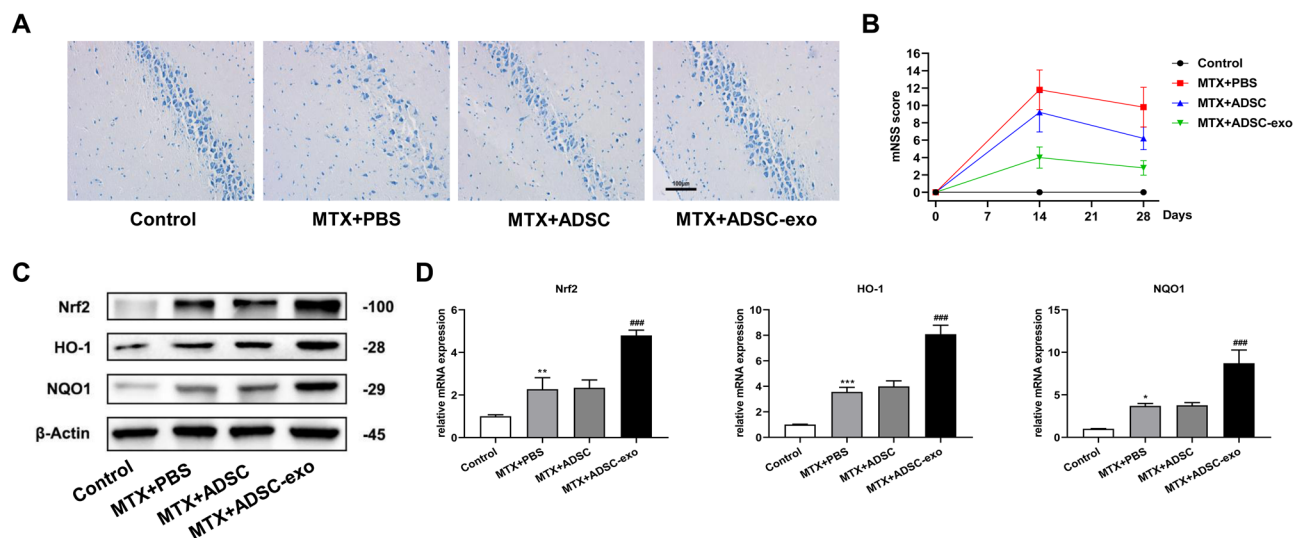 A
Control
MTX+PBS
MTX+ADSC
100μm
MTX+ADSC-exo
B
mNSS score
16
14
12
10
8
6
4
2
0
0
7
14
21
28
Days
Control
MTX+PBS
MTX+ADSC
MTX+ADSC-exo
C
Nrf2
-100
HO-1
-28
NQO1
-29
β-Actin
-45
Control
MTX+PBS
MTX+ADSC
MTX+ADSC-exo
D
Nrf2
relative mRNA expression
6
4
2
0
**
###
Control
MTX+PBS
MTX+ADSC
MTX+ADSC-exo
HO-1
relative mRNA expression
10
8
6
4
2
0
***
###
Control
MTX+PBS
MTX+ADSC
MTX+ADSC-exo
NQO1
relative mRNA expression
15
10
5
0
*
###
Control
MTX+PBS
MTX+ADSC
MTX+ADSC-exo